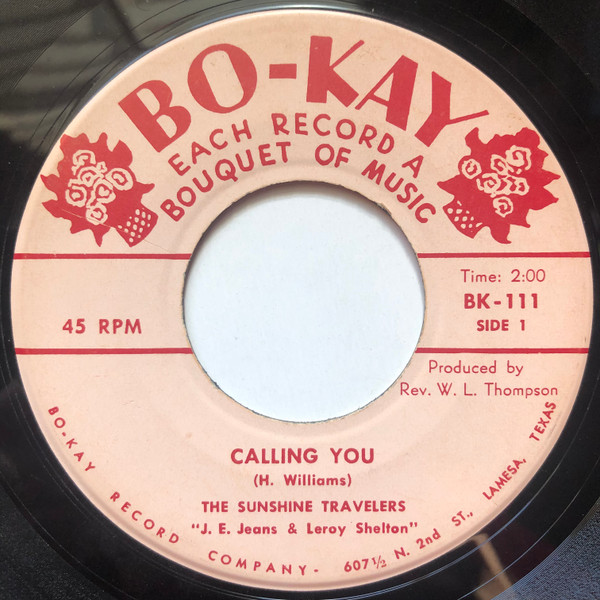 BO-KAY
EACH RECORD A
BOUQUET OF MUSIC
Time: 2:00
BK-111
45 RPM
SIDE 1
Produced by
Rev. W. L. Thompson
CALLING YOU
(H. Williams)
THE SUNSHINE TRAVELERS
"J. E. Jeans & Leroy Shelton"
BO-KAY RECORD COMPANY- 607½ N. 2nd ST., LAMESA, TEXAS